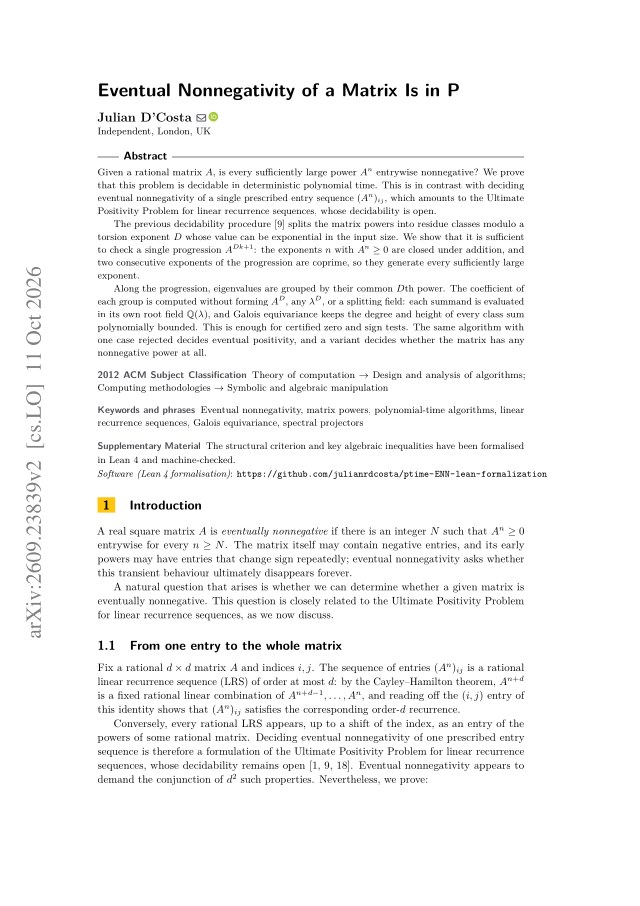 Eventual Nonnegativity of a Matrix Is in P
Julian D'Costa
Independent, London, UK
Abstract
Given a rational matrix A, is every sufficiently large power Aⁿ entrywise nonnegative? We prove
that this problem is decidable in deterministic polynomial time. This is in contrast with deciding
eventual nonnegativity of a single prescribed entry sequence (Aⁿ)ᵢⱼ, which amounts to the Ultimate
Positivity Problem for linear recurrence sequences, whose decidability is open.
The previous decidability procedure [9] splits the matrix powers into residue classes modulo a
torsion exponent D whose value can be exponential in the input size. We show that it is sufficient
to check a single progression Aᴰᵏ⁺¹: the exponents n with Aⁿ ≥ 0 are closed under addition, and
two consecutive exponents of the progression are coprime, so they generate every sufficiently large
exponent.
Along the progression, eigenvalues are grouped by their common Dth power. The coefficient of
each group is computed without forming Aᴰ, any λᴰ, or a splitting field: each summand is evaluated
in its own root field ℚ(λ), and Galois equivariance keeps the degree and height of every class sum
polynomially bounded. This is enough for certified zero and sign tests. The same algorithm with
one case rejected decides eventual positivity, and a variant decides whether the matrix has any
nonnegative power at all.
2012 ACM Subject Classification Theory of computation → Design and analysis of algorithms;
Computing methodologies → Symbolic and algebraic manipulation
Keywords and phrases Eventual nonnegativity, matrix powers. polynomial-time algorithms, linear
recurrence sequences, Galois equivariance, spectral projectors
Supplementary Material The structural criterion and key algebraic inequalities have been formalised
in Lean 4 and machine-checked.
Software (Lean 4 formalisation): https://github.com/julianrdcosta/ptime-ENN-lean-formalization
1 Introduction
A real square matrix A is eventually nonnegative if there is an integer N such that Aⁿ ≥ 0
entrywise for every n ≥ N. The matrix itself may contain negative entries, and its early
powers may have entries that change sign repeatedly; eventual nonnegativity asks whether
this transient behaviour ultimately disappears forever.
A natural question that arises is whether we can determine whether a given matrix is
eventually nonnegative. This question is closely related to the Ultimate Positivity Problem
for linear recurrence sequences, as we now discuss.
1.1 From one entry to the whole matrix
Fix a rational d × d matrix A and indices i, j. The sequence of entries (Aⁿ)ᵢⱼ is a rational
linear recurrence sequence (LRS) of order at most d: by the Cayley–Hamilton theorem, Aⁿ⁺ᵈ
is a fixed rational linear combination of Aⁿ⁺ᵈ⁻¹, . . . , Aⁿ, and reading off the (i, j) entry of
this identity shows that (Aⁿ)ᵢⱼ satisfies the corresponding order-d recurrence.
Conversely, every rational LRS appears, up to a shift of the index, as an entry of the
powers of some rational matrix. Deciding eventual nonnegativity of one prescribed entry
sequence is therefore a formulation of the Ultimate Positivity Problem for linear recurrence
sequences, whose decidability remains open [1, 9, 18]. Eventual nonnegativity appears to
demand the conjunction of d² such properties. Nevertheless, we prove:
arXiv:2609.23839v2 [cs.LO] 11 Oct 2026